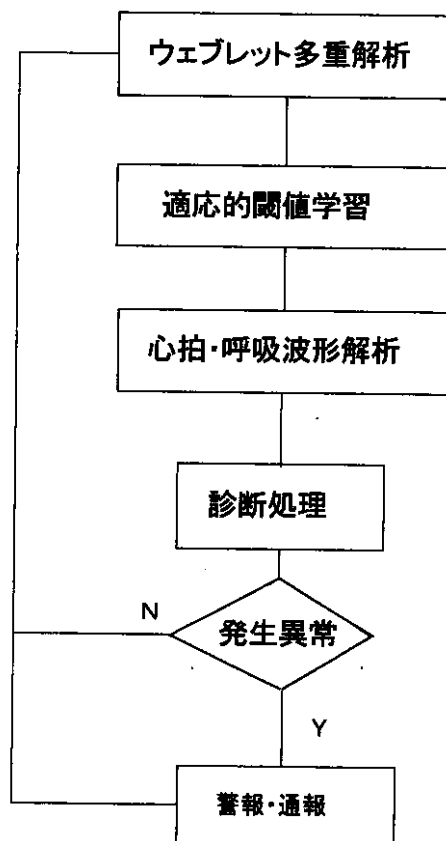 ウェブレット多重解析
適応的閾値学習
心拍・呼吸波形解析
診断処理
発生異常
N
Y
警報・通報